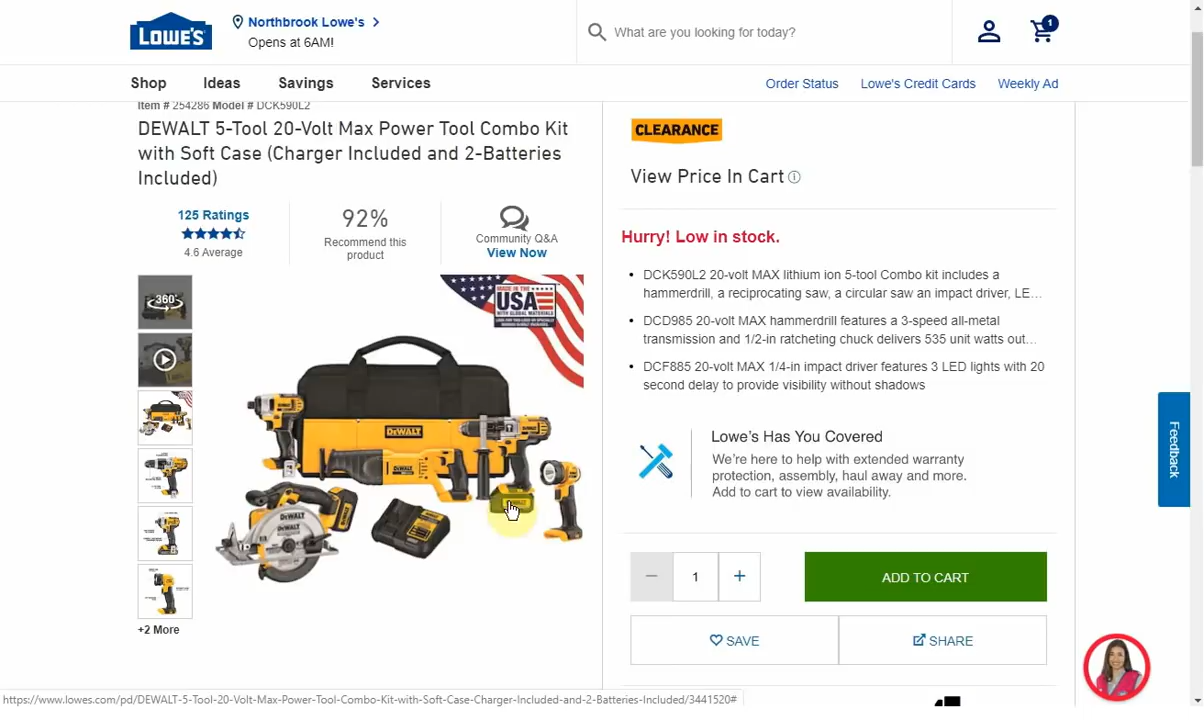 LOWE'S
Northbrook Lowe's
Opens at 6AM!
What are you looking for today?
1
Shop Ideas Savings Services
Order Status Lowe's Credit Cards Weekly Ad
Item # 254286 Model # DCK590L2
DEWALT 5-Tool 20-Volt Max Power Tool Combo Kit
with Soft Case (Charger Included and 2-Batteries
Included)
125 Ratings
4.6 Average
92%
Recommend this
product
Community Q&A
View Now
360°
MADE IN THE
USA
WITH GLOBAL MATERIALS
DEWALT
DEWALT
DEWALT
DEWALT
+2 More
CLEARANCE
View Price In Cart
Hurry! Low in stock.
• DCK590L2 20-volt MAX lithium ion 5-tool Combo kit includes a
hammerdrill, a reciprocating saw, a circular saw an impact driver, LE...
• DCD985 20-volt MAX hammerdrill features a 3-speed all-metal
transmission and 1/2-in ratcheting chuck delivers 535 unit watts out...
• DCF885 20-volt MAX 1/4-in impact driver features 3 LED lights with 20
second delay to provide visibility without shadows
Lowe's Has You Covered
We're here to help with extended warranty
protection, assembly, haul away and more.
Add to cart to view availability.
− 1 +
ADD TO CART
SAVE
SHARE
Feedback
https://www.lowes.com/pd/DEWALT-5-Tool-20-Volt-Max-Power-Tool-Combo-Kit-with-Soft-Case-Charger-Included-and-2-Batteries-Included/3441520#